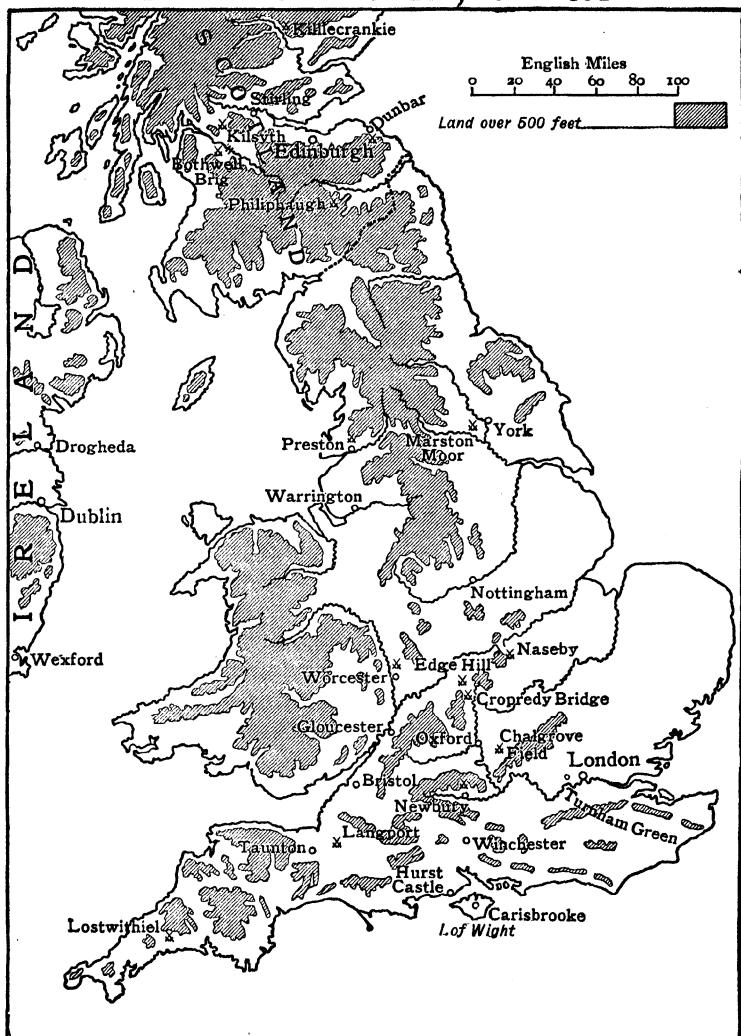 Killiecrankie
SCOTLAND
English Miles
0 20 40 60 80 100
Land over 500 feet
Stirling
Dunbar
Kilsyth
Edinburgh
Bothwell
Brig
Philiphaugh
IRELAND
Drogheda
Dublin
Wexford
York
Preston
Marston
Moor
Warrington
Nottingham
Naseby
Edge Hill
Worcester
Cropredy Bridge
Gloucester
Oxford
Chalgrove
Field
London
Bristol
Newbury
Turnham Green
Langport
Taunton
Winchester
Hurst
Castle
Carisbrooke
I. of Wight
Lostwithiel